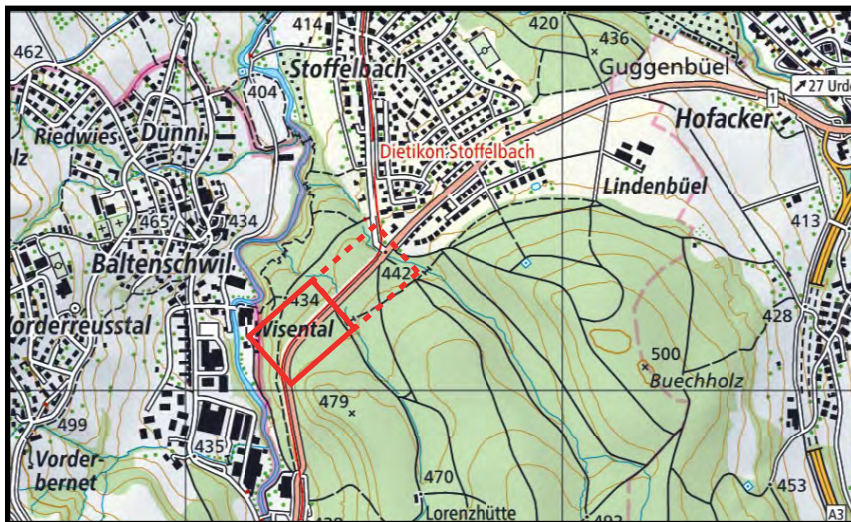 414
420
436
462
Stoffelbach
Guggenbüel
404
1
27 Urd
Riedwies
Dunni
Hofacker
Dietikon Stoffelbach
Lindenbüel
465
434
413
Baltenschwil
442
434
Wisental
428
500
Buechholz
479
499
435
Vorder-
bernet
470
453
Lorenzhütte
A3